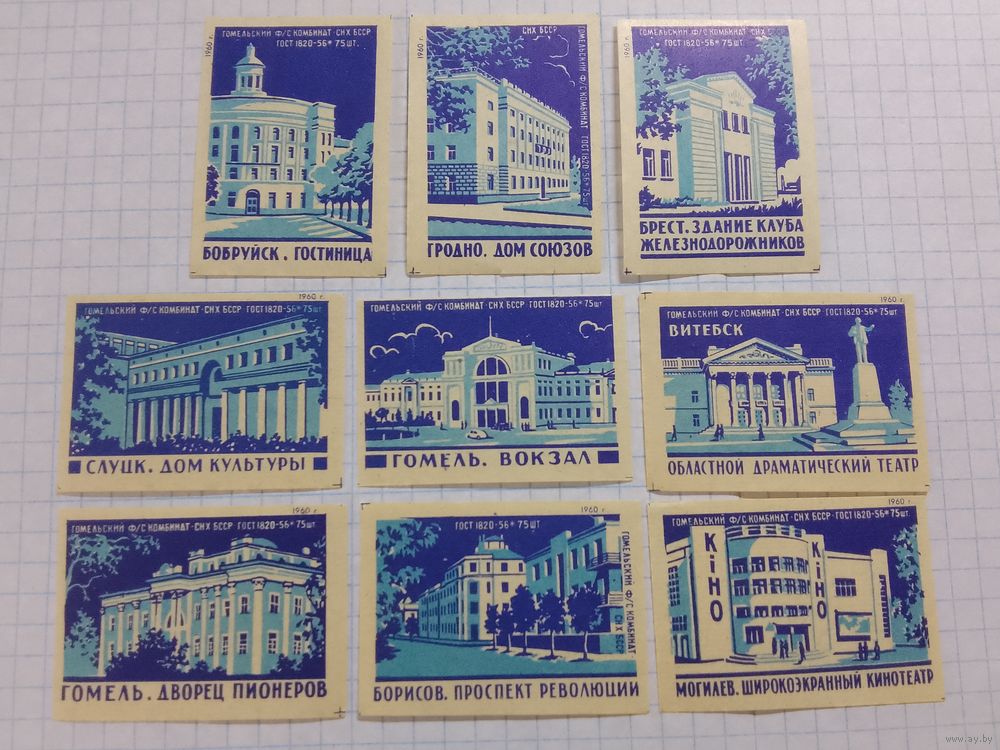 1960 г.
ГОМЕЛЬСКИЙ Ф/С КОМБИНАТ - СНХ БССР
ГОСТ 1820-56* 75 ШТ.
БОБРУЙСК. ГОСТИНИЦА
1960 г.
СНХ БССР
ГОМЕЛЬСКИЙ Ф/С КОМБИНАТ ГОСТ 1820-56* 75 ШТ
ГРОДНО. ДОМ СОЮЗОВ
1960 г.
ГОМЕЛЬСКИЙ Ф/С КОМБИНАТ - СНХ БССР
ГОСТ 1820-56* 75 ШТ.
БРЕСТ. ЗДАНИЕ КЛУБА
ЖЕЛЕЗНОДОРОЖНИКОВ
1960 г.
ГОМЕЛЬСКИЙ Ф/С КОМБИНАТ - СНХ БССР ГОСТ 1820-56* 75 ШТ
СЛУЦК. ДОМ КУЛЬТУРЫ
ГОМЕЛЬСКИЙ Ф/С КОМБИНАТ - СНХ БССР ГОСТ 1820-56* 75 ШТ
ГОМЕЛЬ. ВОКЗАЛ
1960 г.
ГОМЕЛЬСКИЙ Ф/С КОМБИНАТ - СНХ БССР - ГОСТ 1820-56* 75 ШТ.
ВИТЕБСК
ОБЛАСТНОЙ ДРАМАТИЧЕСКИЙ ТЕАТР
1960 г.
ГОМЕЛЬСКИЙ Ф/С КОМБИНАТ - СНХ БССР - ГОСТ 1820-56* 75 ШТ
ГОМЕЛЬ. ДВОРЕЦ ПИОНЕРОВ
1960 г.
ГОСТ 1820-56* 75 ШТ
ГОМЕЛЬСКИЙ Ф/С КОМБИНАТ
СНХ БССР
БОРИСОВ. ПРОСПЕКТ РЕВОЛЮЦИИ
1960 г.
ГОМЕЛЬСКИЙ Ф/С КОМБИНАТ - СНХ БССР - ГОСТ 1820-56* 75 ШТ.
КІНО
КІНО
МОГИЛЕВ. ШИРОКОЭКРАННЫЙ КИНОТЕАТР
www.ay.by